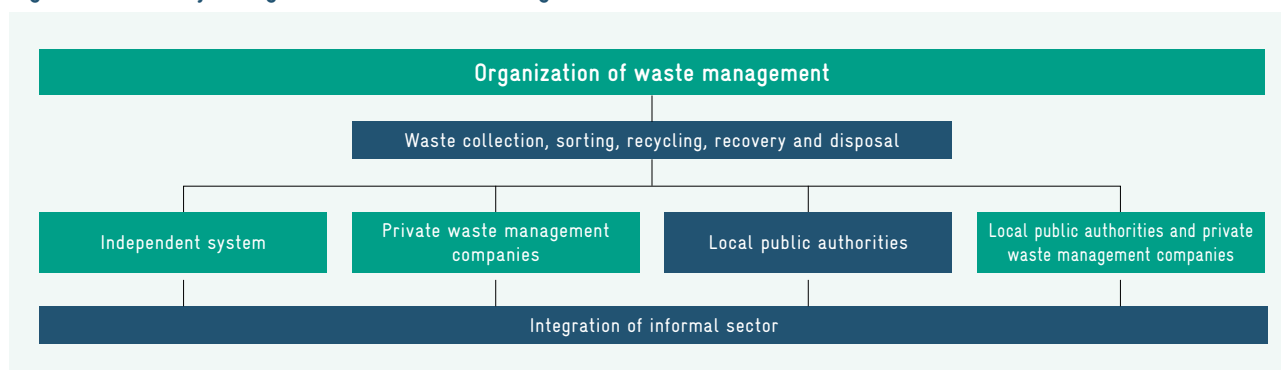 Organization of waste management
Waste collection, sorting, recycling, recovery and disposal
Independent system
Private waste management
companies
Local public authorities
Local public authorities and private
waste management companies
Integration of informal sector